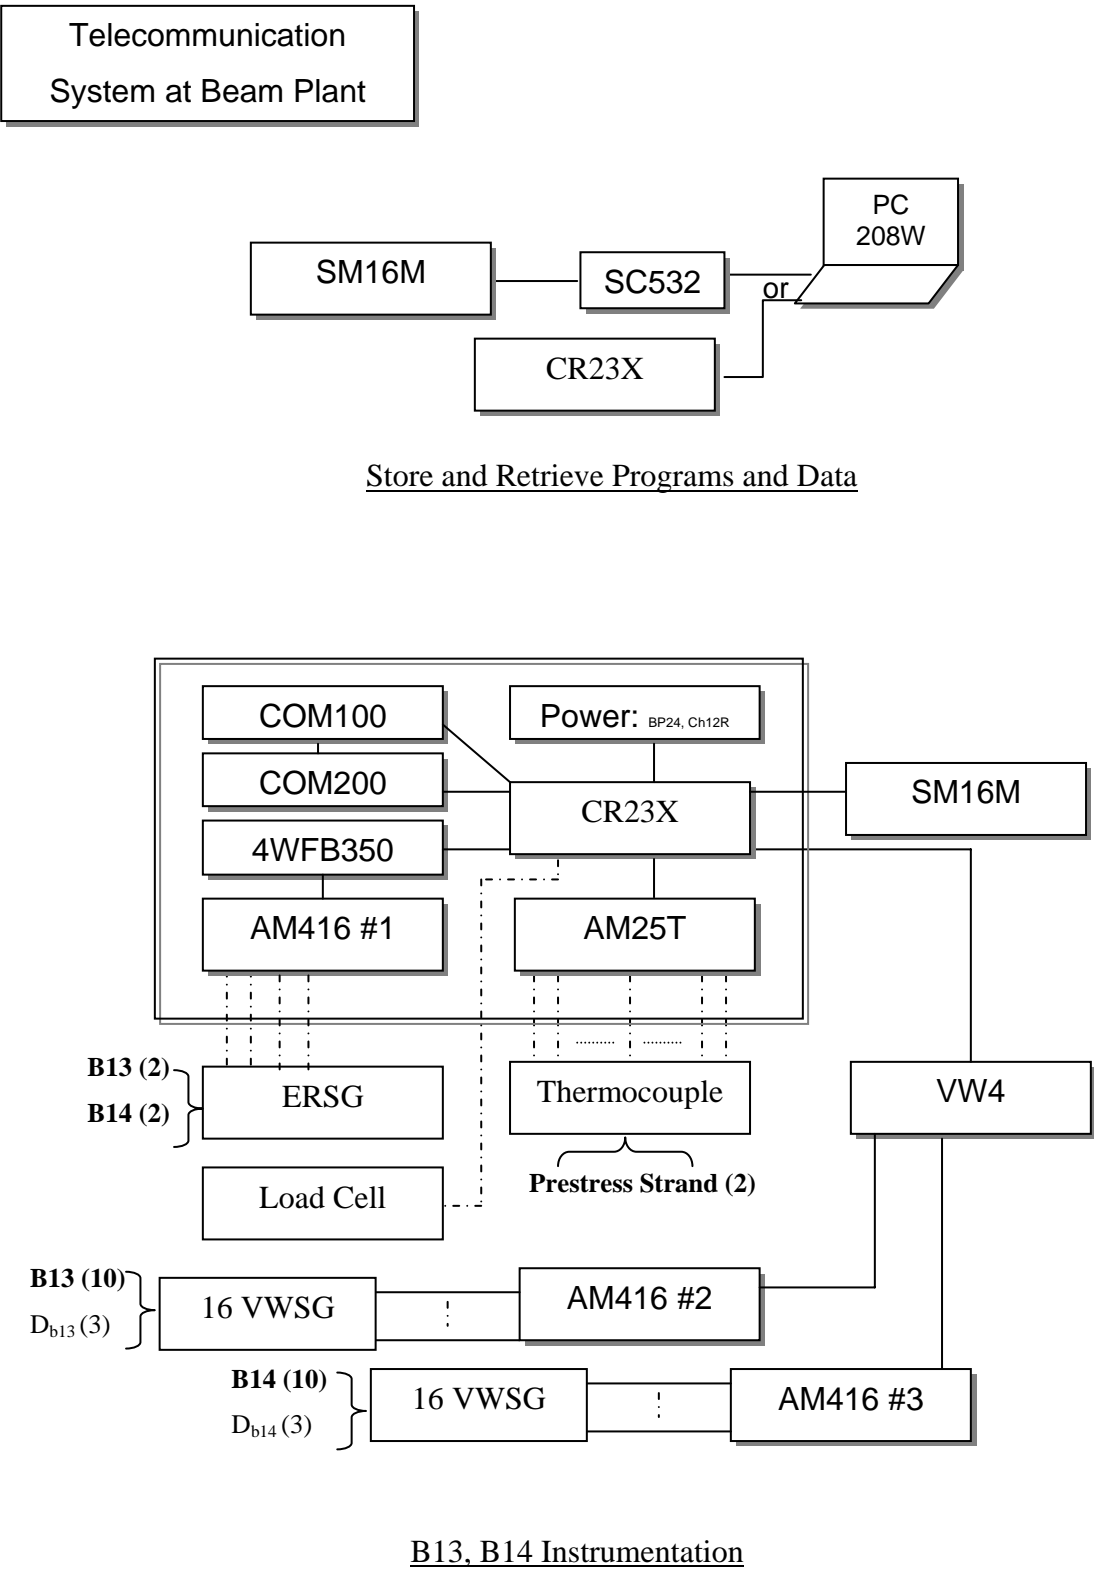 Telecommunication
System at Beam Plant
PC
208W
SM16M
SC532
or
CR23X
Store and Retrieve Programs and Data
COM100
Power: BP24, Ch12R
COM200
CR23X
SM16M
4WFB350
AM416 #1
AM25T
B13 (2)
B14 (2)
ERSG
Thermocouple
VW4
Prestress Strand (2)
Load Cell
B13 (10)
D_b13 (3)
16 VWSG
AM416 #2
B14 (10)
D_b14 (3)
16 VWSG
AM416 #3
B13, B14 Instrumentation